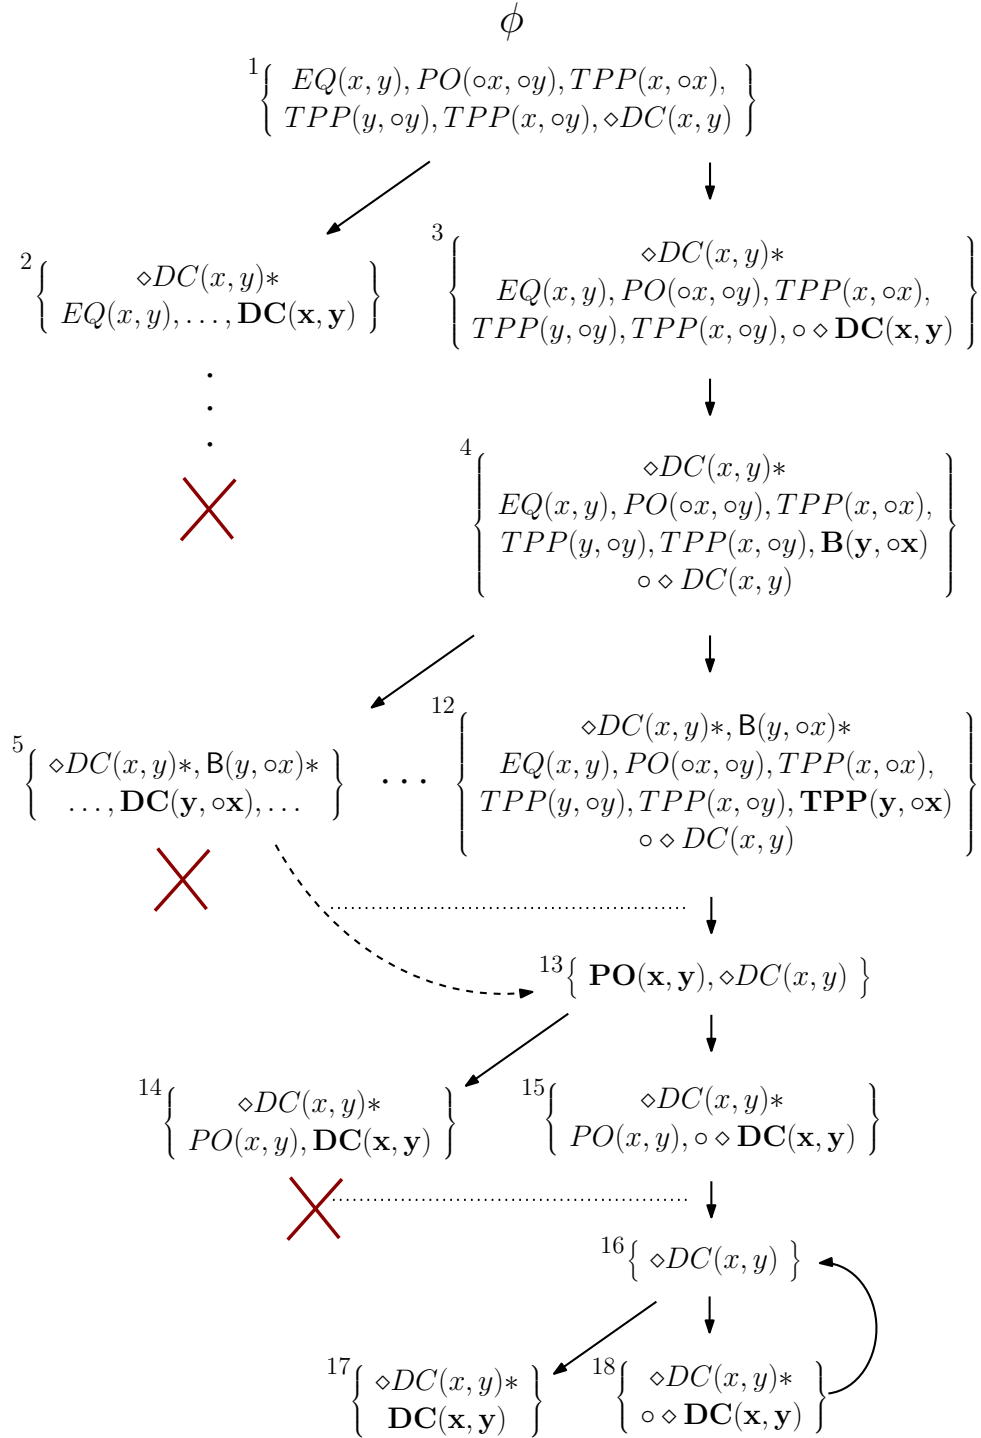 ϕ
1
EQ(x, y), PO(∘x, ∘y), TPP(x, ∘x),
TPP(y, ∘y), TPP(x, ∘y), ⋄DC(x, y)
2
⋄DC(x, y)∗
EQ(x, y), . . . , DC(x, y)
3
⋄DC(x, y)∗
EQ(x, y), PO(∘x, ∘y), TPP(x, ∘x),
TPP(y, ∘y), TPP(x, ∘y), ∘ ⋄ DC(x, y)
4
⋄DC(x, y)∗
EQ(x, y), PO(∘x, ∘y), TPP(x, ∘x),
TPP(y, ∘y), TPP(x, ∘y), B(y, ∘x)
∘ ⋄ DC(x, y)
5
⋄DC(x, y)∗, B(y, ∘x)∗
. . . , DC(y, ∘x), . . .
. . .
12
⋄DC(x, y)∗, B(y, ∘x)∗
EQ(x, y), PO(∘x, ∘y), TPP(x, ∘x),
TPP(y, ∘y), TPP(x, ∘y), TPP(y, ∘x)
∘ ⋄ DC(x, y)
13{ PO(x, y), ⋄DC(x, y) }
14
⋄DC(x, y)∗
PO(x, y), DC(x, y)
15
⋄DC(x, y)∗
PO(x, y), ∘ ⋄ DC(x, y)
16{ ⋄DC(x, y) }
17
⋄DC(x, y)∗
DC(x, y)
18
⋄DC(x, y)∗
∘ ⋄ DC(x, y)